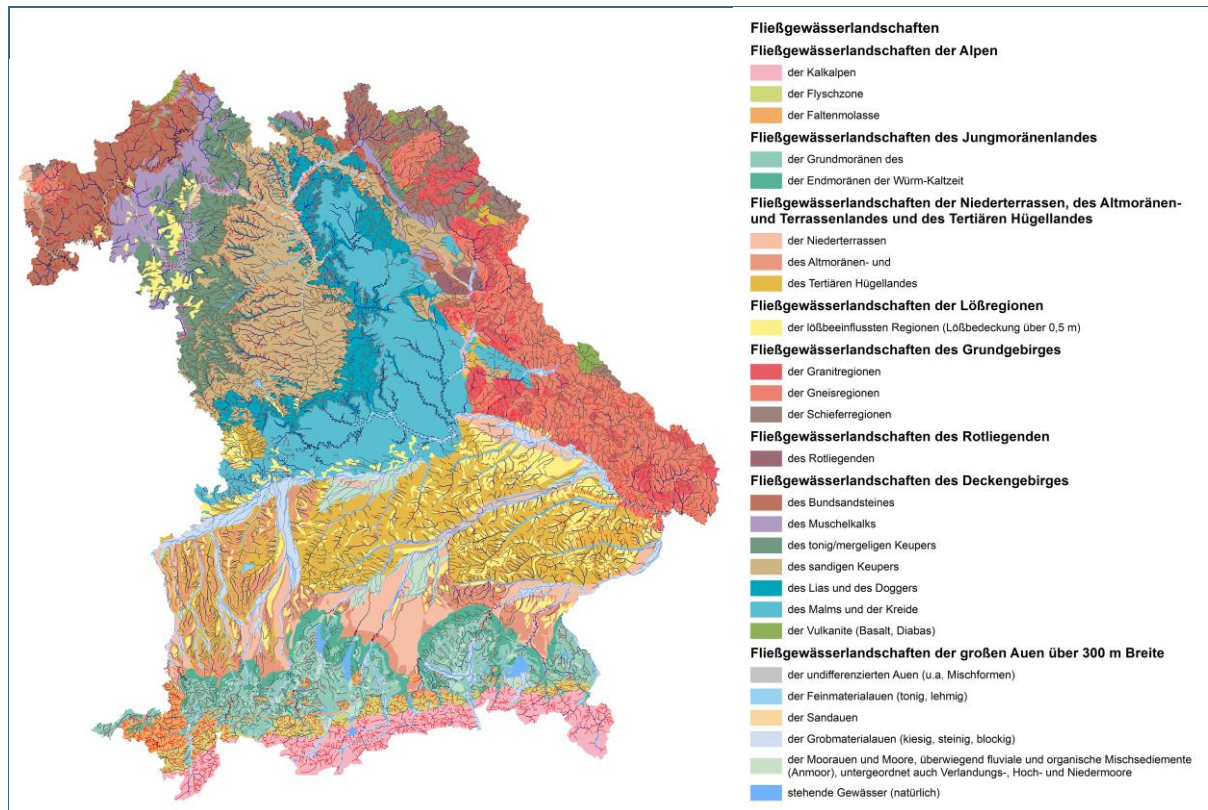 Fließgewässerlandschaften
Fließgewässerlandschaften der Alpen
der Kalkalpen
der Flyschzone
der Faltenmolasse
Fließgewässerlandschaften des Jungmoränenlandes
der Grundmoränen des
der Endmoränen der Würm-Kaltzeit
Fließgewässerlandschaften der Niederterrassen, des Altmoränen-
und Terrassenlandes und des Tertiären Hügellandes
der Niederterrassen
des Altmoränen- und
des Tertiären Hügellandes
Fließgewässerlandschaften der Lößregionen
der lößbeeinflussten Regionen (Lößbedeckung über 0,5 m)
Fließgewässerlandschaften des Grundgebirges
der Granitregionen
der Gneisregionen
der Schieferregionen
Fließgewässerlandschaften des Rotliegenden
des Rotliegenden
Fließgewässerlandschaften des Deckengebirges
des Bundsandsteines
des Muschelkalks
des tonig/mergeligen Keupers
des sandigen Keupers
des Lias und des Doggers
des Malms und der Kreide
der Vulkanite (Basalt, Diabas)
Fließgewässerlandschaften der großen Auen über 300 m Breite
der undifferenzierten Auen (u.a. Mischformen)
der Feinmaterialauen (tonig, lehmig)
der Sandauen
der Grobmaterialauen (kiesig, steinig, blockig)
der Moorauen und Moore, überwiegend fluviale und organische Mischsedimente
(Anmoor), untergeordnet auch Verlandungs-, Hoch- und Niedermoore
stehende Gewässer (natürlich)